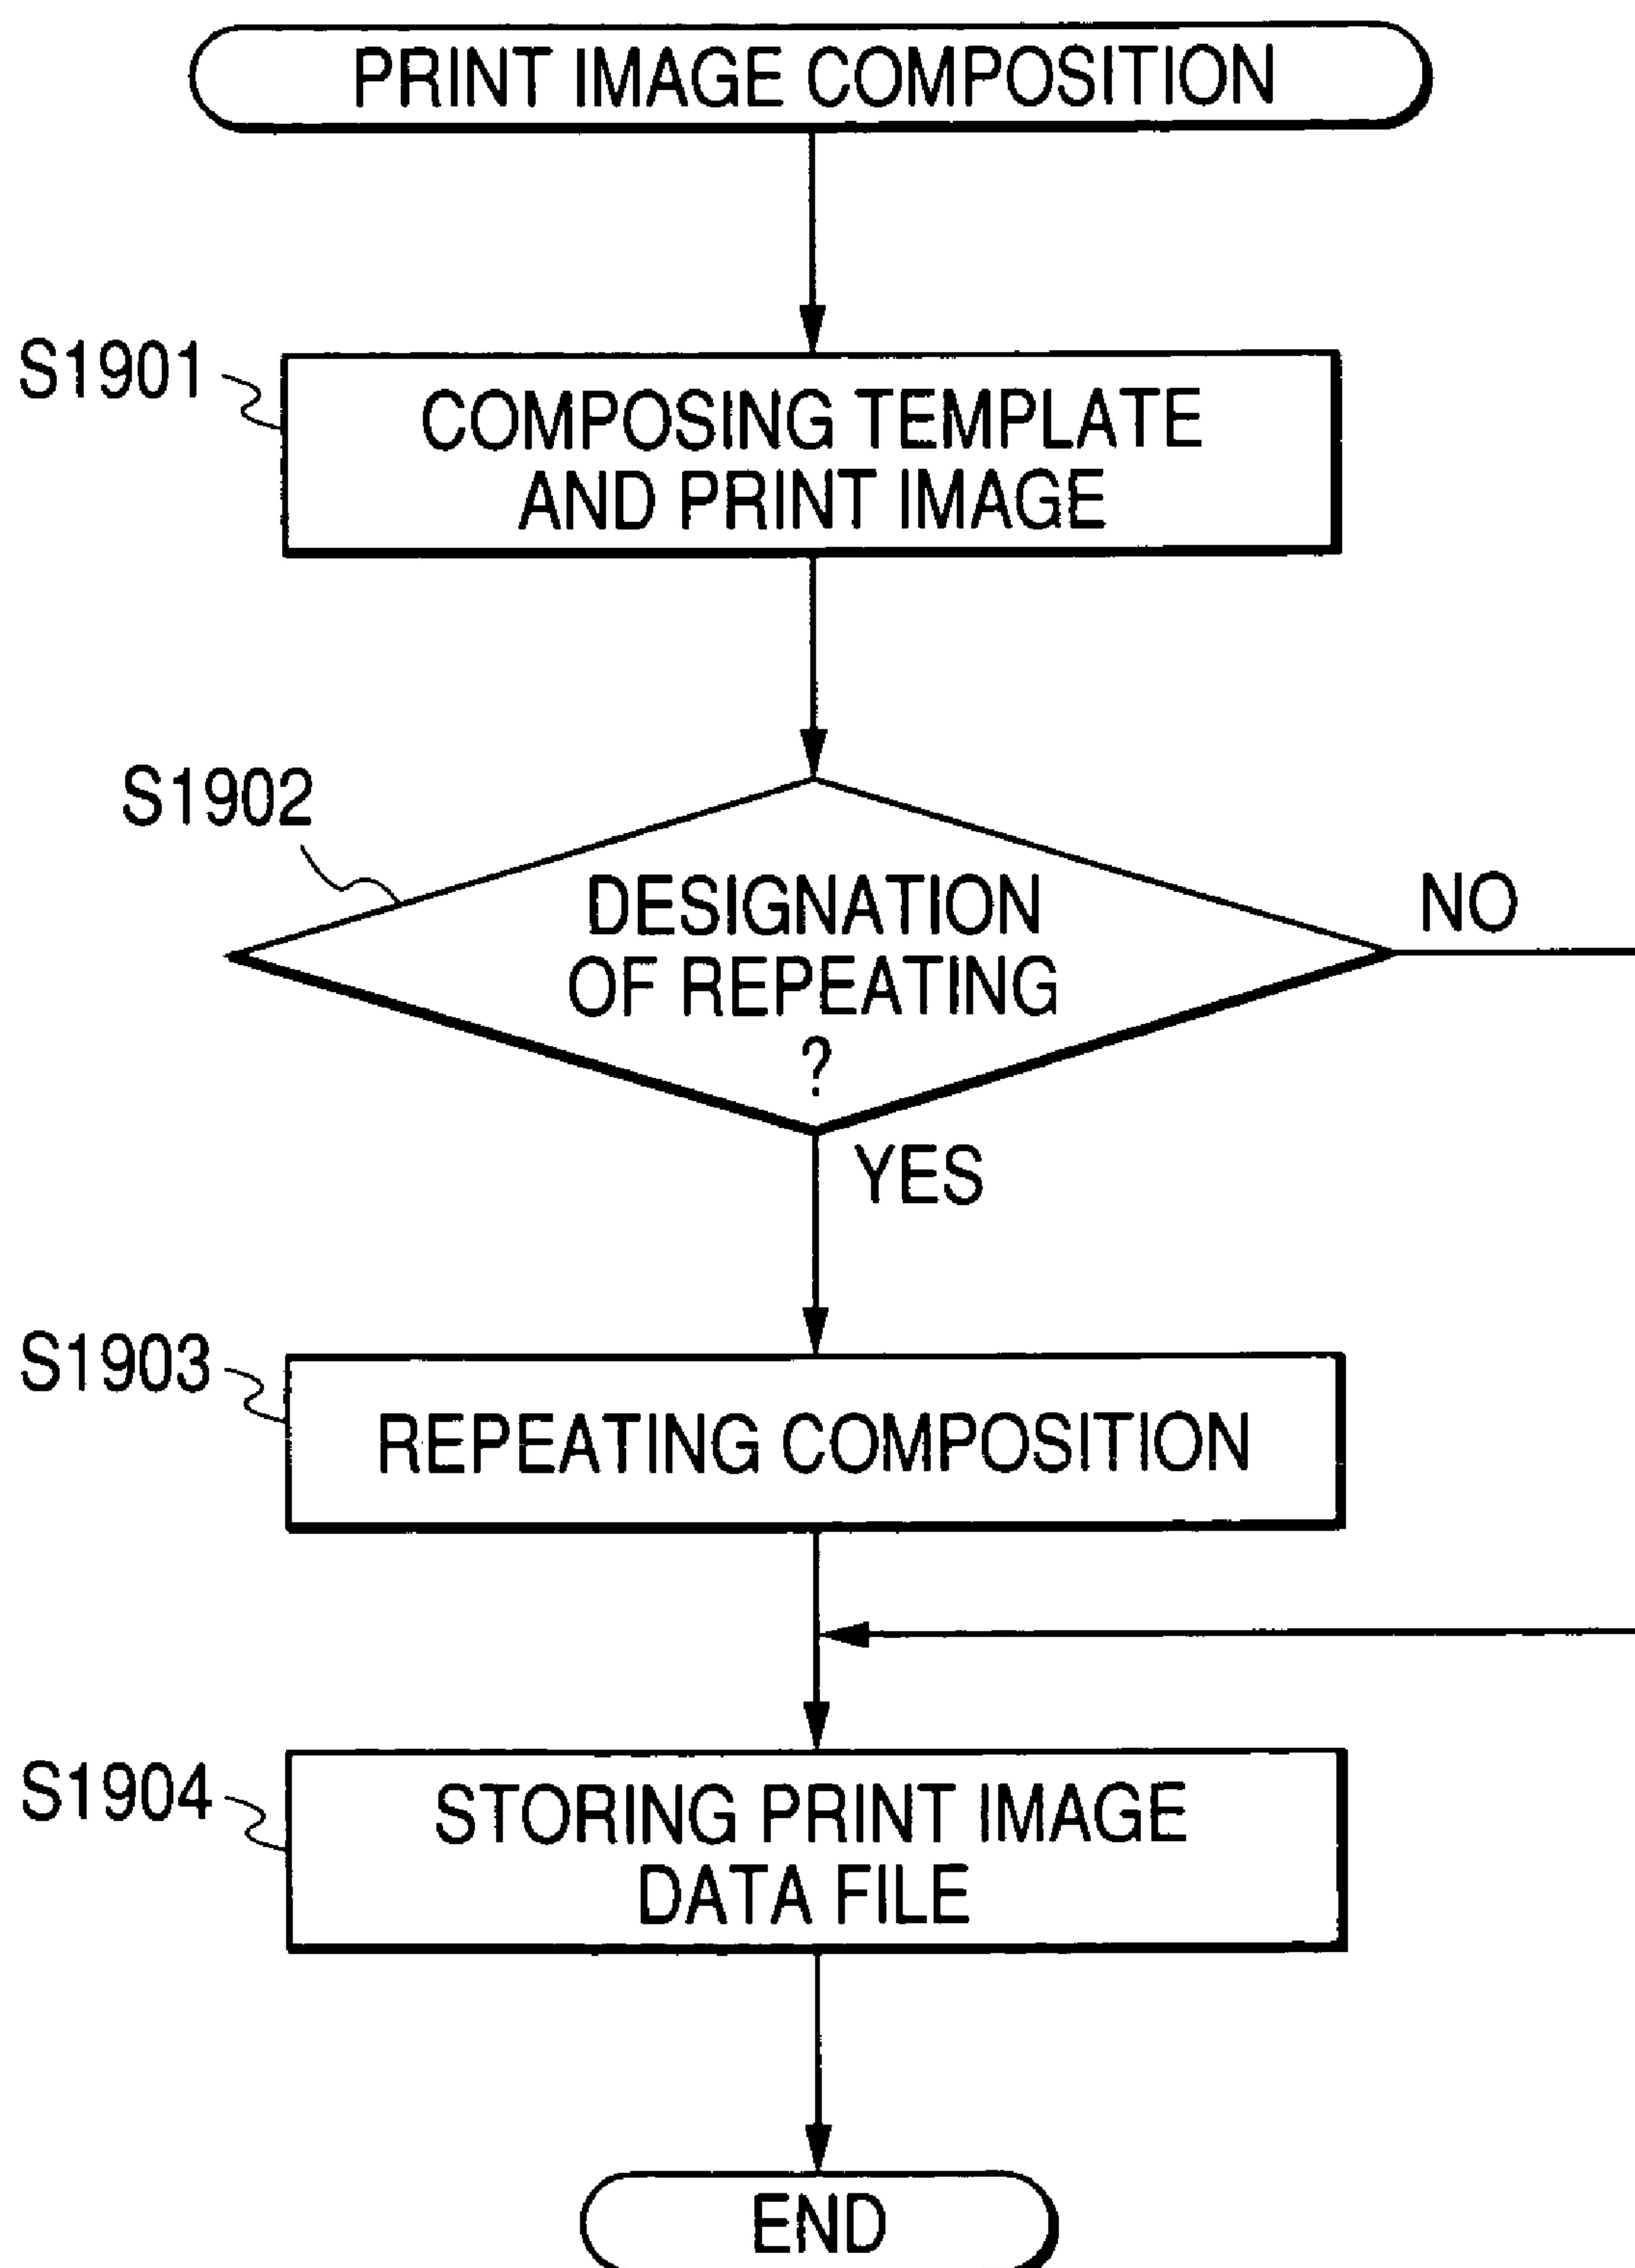 PRINT IMAGE COMPOSITION
S1901
COMPOSING TEMPLATE
AND PRINT IMAGE
S1902
DESIGNATION
OF REPEATING
?
NO
YES
S1903
REPEATING COMPOSITION
S1904
STORING PRINT IMAGE
DATA FILE
END